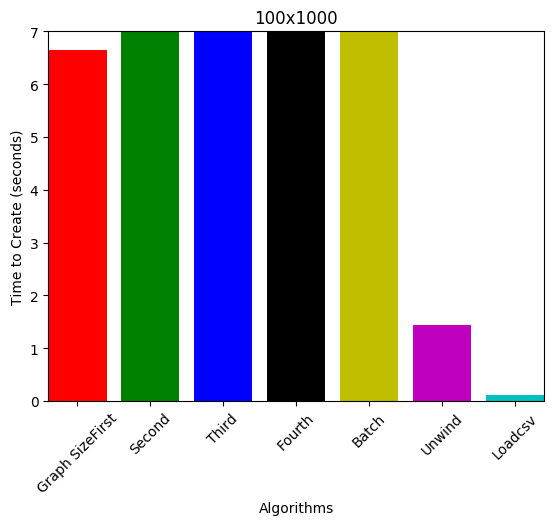 100x1000
Time to Create (seconds)
7
6
5
4
3
2
1
0
Graph SizeFirst
Second
Third
Fourth
Batch
Unwind
Loadcsv
Algorithms